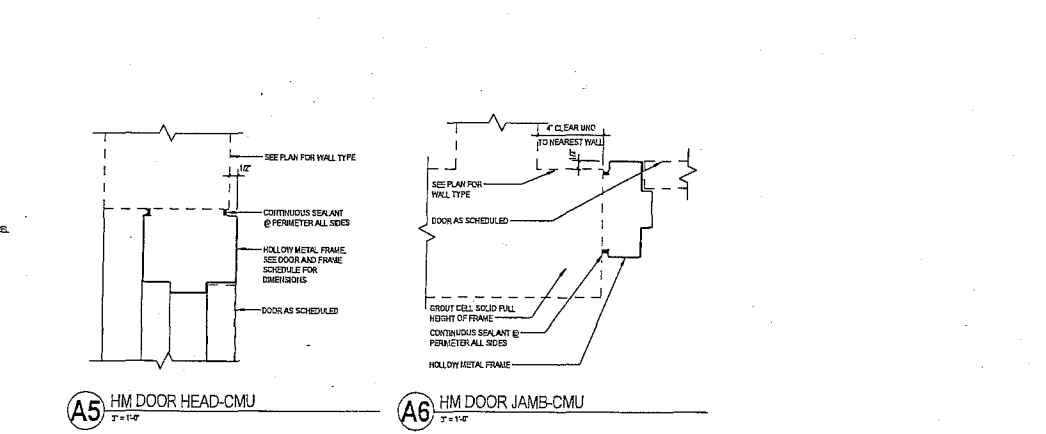 SEE PLAN FOR WALL TYPE
1/2"
CONTINUOUS SEALANT
@ PERIMETER ALL SIDES
HOLLOW METAL FRAME,
SEE DOOR AND FRAME
SCHEDULE FOR
DIMENSIONS
DOOR AS SCHEDULED
A5
HM DOOR HEAD-CMU
3" = 1'-0"
4" CLEAR UNO
TO NEAREST WALL
1/2"
SEE PLAN FOR
WALL TYPE
DOOR AS SCHEDULED
GROUT CELL SOLID FULL
HEIGHT OF FRAME
CONTINUOUS SEALANT @
PERIMETER ALL SIDES
HOLLOW METAL FRAME
A6
HM DOOR JAMB-CMU
3" = 1'-0"